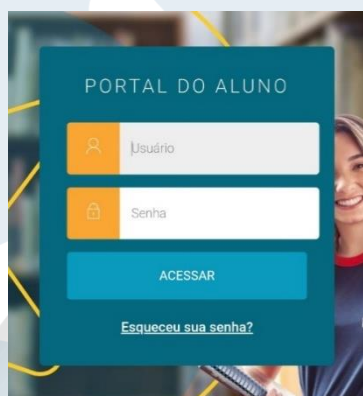 PORTAL DO ALUNO
Usuário
Senha
ACESSAR
Esqueceu sua senha?